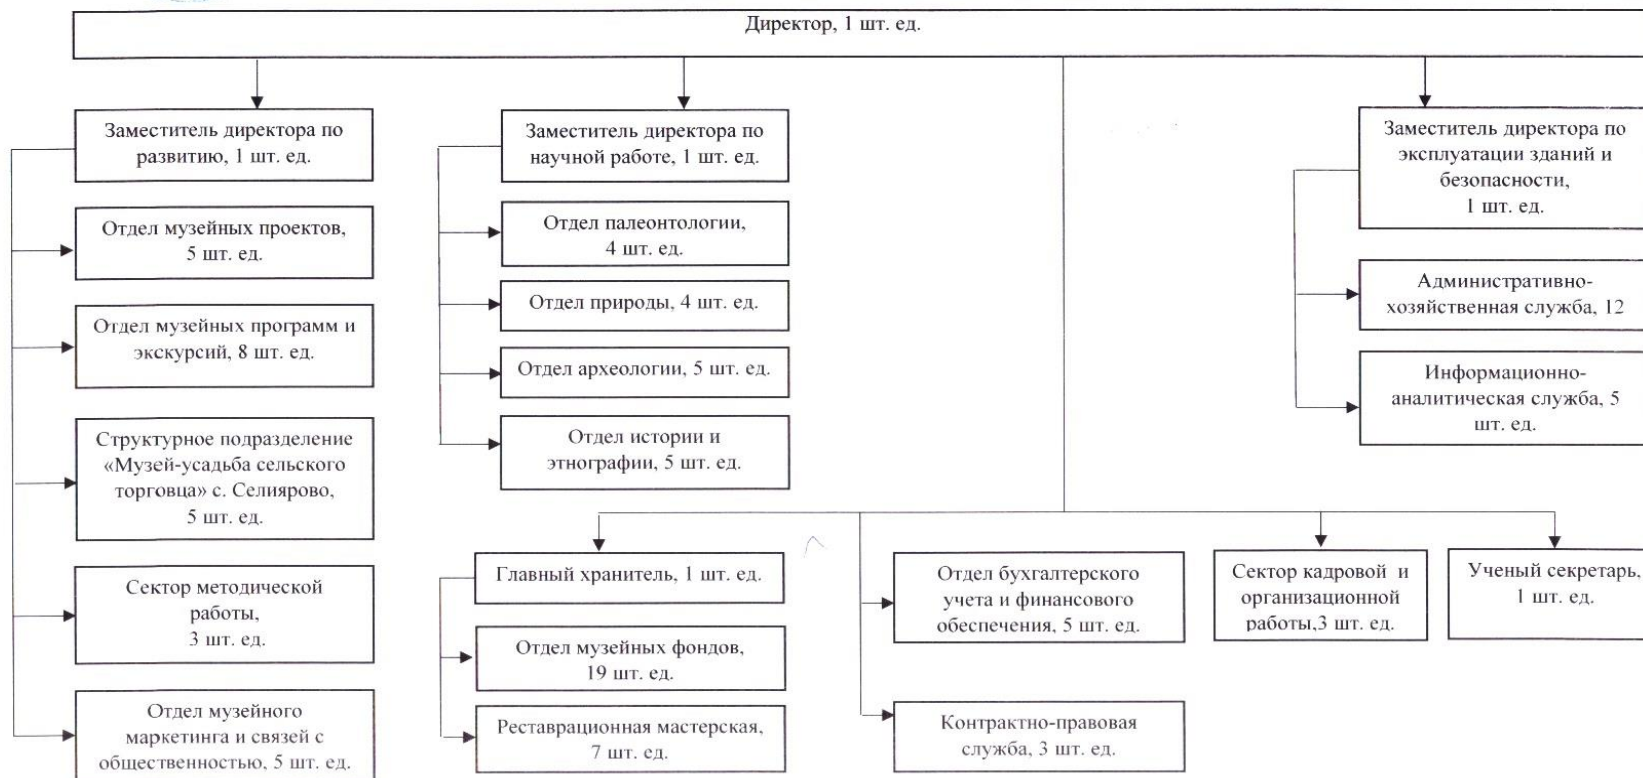 Директор, 1 шт. ед.
Заместитель директора по
развитию, 1 шт. ед.
Отдел музейных проектов,
5 шт. ед.
Отдел музейных программ и
экскурсий, 8 шт. ед.
Структурное подразделение
«Музей-усадьба сельского
торговца» с. Селиярово,
5 шт. ед.
Сектор методической
работы,
3 шт. ед.
Отдел музейного
маркетинга и связей с
общественностью, 5 шт. ед.
Заместитель директора по
научной работе, 1 шт. ед.
Отдел палеонтологии,
4 шт. ед.
Отдел природы, 4 шт. ед.
Отдел археологии, 5 шт. ед.
Отдел истории и
этнографии, 5 шт. ед.
Главный хранитель, 1 шт. ед.
Отдел музейных фондов,
19 шт. ед.
Реставрационная мастерская,
7 шт. ед.
Отдел бухгалтерского
учета и финансового
обеспечения, 5 шт. ед.
Контрактно-правовая
служба, 3 шт. ед.
Сектор кадровой и
организационной
работы,3 шт. ед.
Ученый секретарь,
1 шт. ед.
Заместитель директора по
эксплуатации зданий и
безопасности,
1 шт. ед.
Административно-
хозяйственная служба, 12
Информационно-
аналитическая служба, 5
шт. ед.